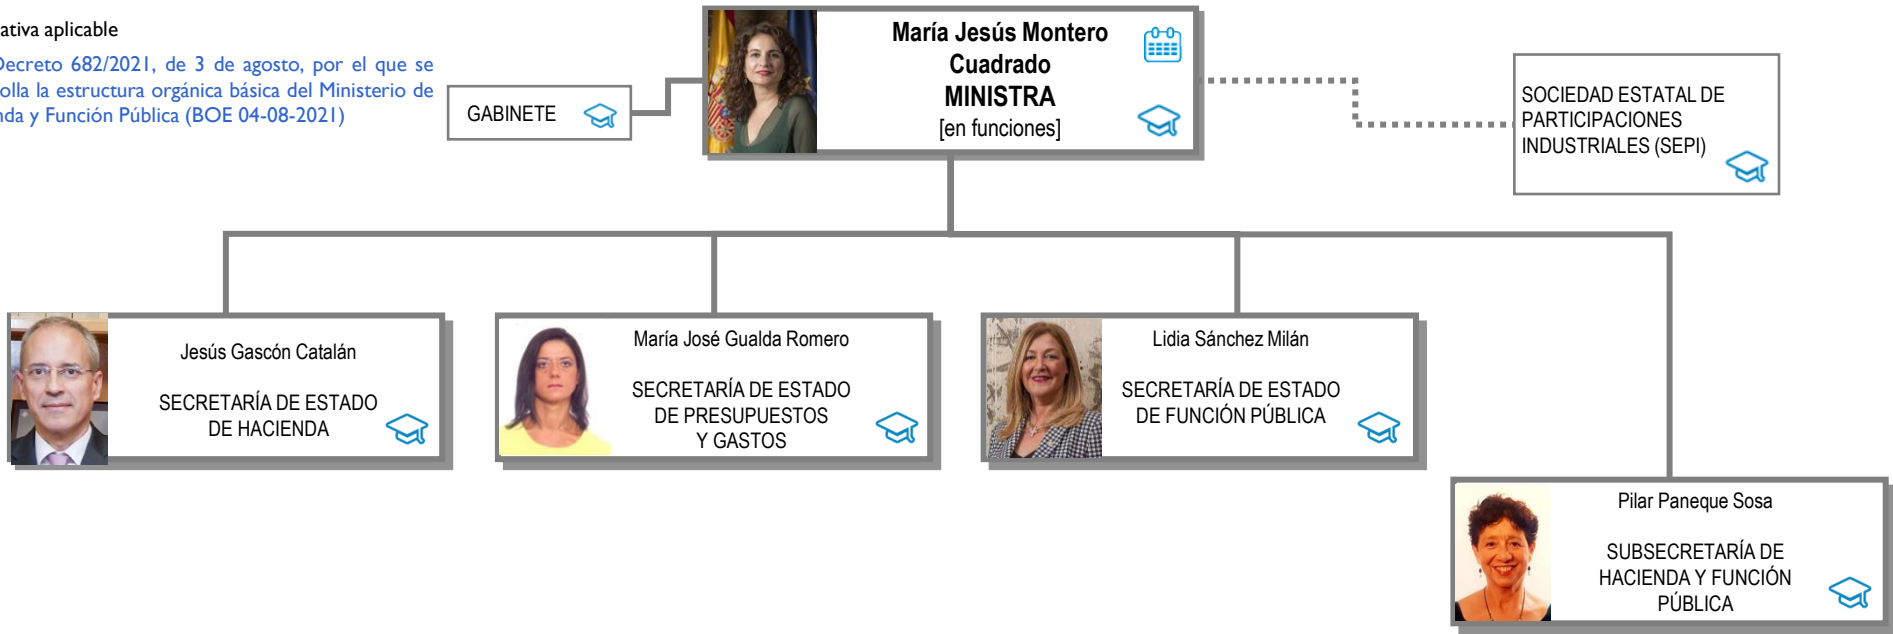 ativa aplicable
Decreto 682/2021, de 3 de agosto, por el que se
olla la estructura orgánica básica del Ministerio de
nda y Función Pública (BOE 04-08-2021)
GABINETE
María Jesús Montero
Cuadrado
MINISTRA
[en funciones]
SOCIEDAD ESTATAL DE
PARTICIPACIONES
INDUSTRIALES (SEPI)
Jesús Gascón Catalán
SECRETARÍA DE ESTADO
DE HACIENDA
María José Gualda Romero
SECRETARÍA DE ESTADO
DE PRESUPUESTOS
Y GASTOS
Lidia Sánchez Milán
SECRETARÍA DE ESTADO
DE FUNCIÓN PÚBLICA
Pilar Paneque Sosa
SUBSECRETARÍA DE
HACIENDA Y FUNCIÓN
PÚBLICA